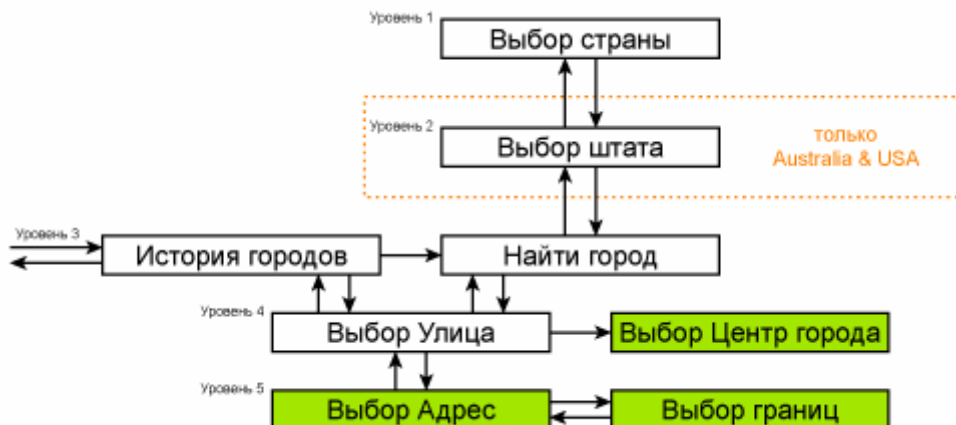 Уровень 1
Выбор страны
Уровень 2
Выбор штата
только
Australia & USA
Уровень 3
История городов
Найти город
Уровень 4
Выбор Улица
Выбор Центр города
Уровень 5
Выбор Адрес
Выбор границ